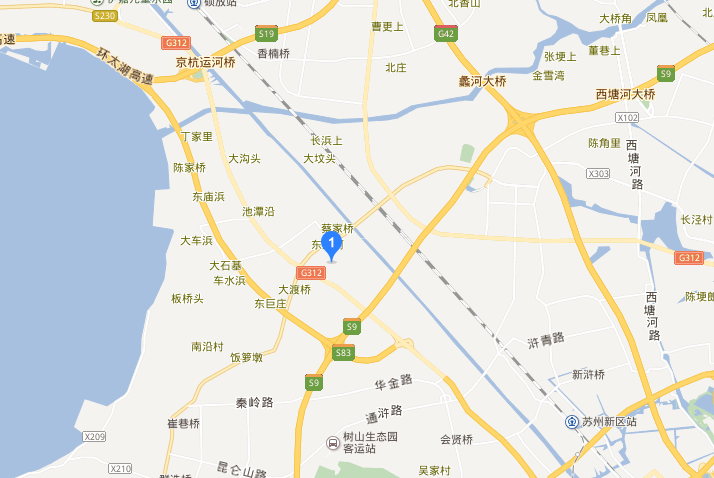 硕放站
北香山
S230
曹更上
大桥角
凤凰
高速
G312
S19
G42
香楠桥
董巷上
环太湖高速
京杭运河桥
张埂上
北庄
金雪湾
蠡河大桥
S9
西塘河大桥
X102
丁家里
长浜上
陈角里
大沟头
大坟头
西塘河路
陈家桥
X303
东庙浜
池潭沿
长泾村
蔡家桥
大车浜
1
G312
大石基
G312
车水浜
大渡桥
板桥头
东巨庄
西塘河路
S9
浒青路
南沿村
饭箩墩
S83
S9
华金路
新浒桥
秦岭路
通浒路
崔巷桥
苏州新区站
X209
树山生态园
客运站
会贤桥
X210
昆仑山路
吴家村